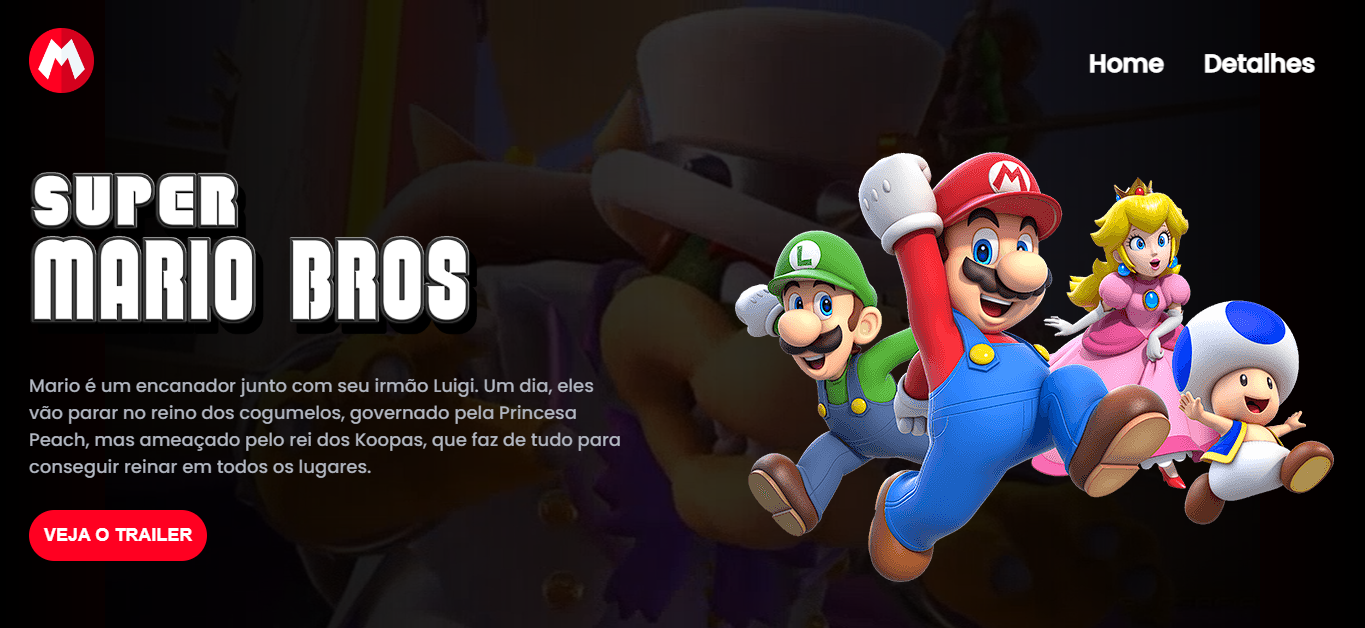 M
Home Detalhes
SUPER
MARIO BROS
M
L
Mario é um encanador junto com seu irmão Luigi. Um dia, eles
vão parar no reino dos cogumelos, governado pela Princesa
Peach, mas ameaçado pelo rei dos Koopas, que faz de tudo para
conseguir reinar em todos os lugares.
VEJA O TRAILER